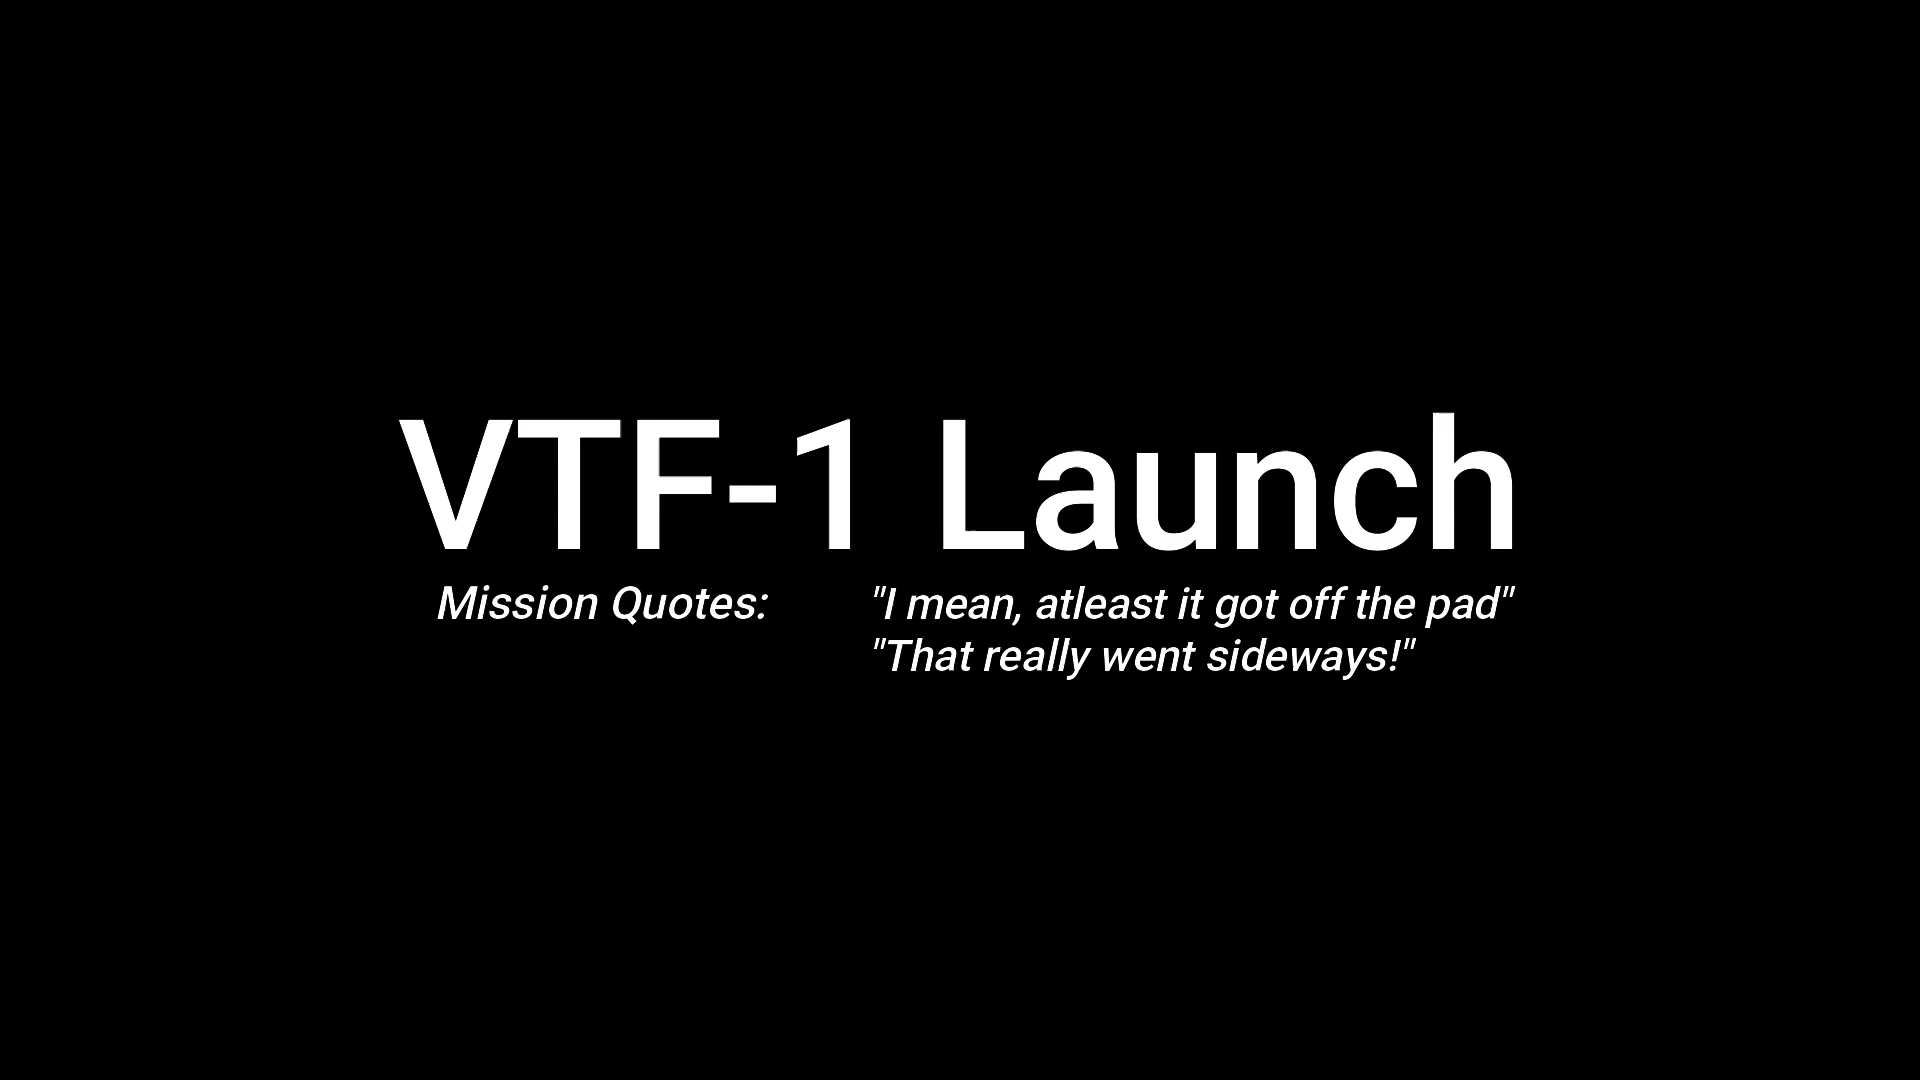 VTF-1 Launch
Mission Quotes: "I mean, atleast it got off the pad"
"That really went sideways!"